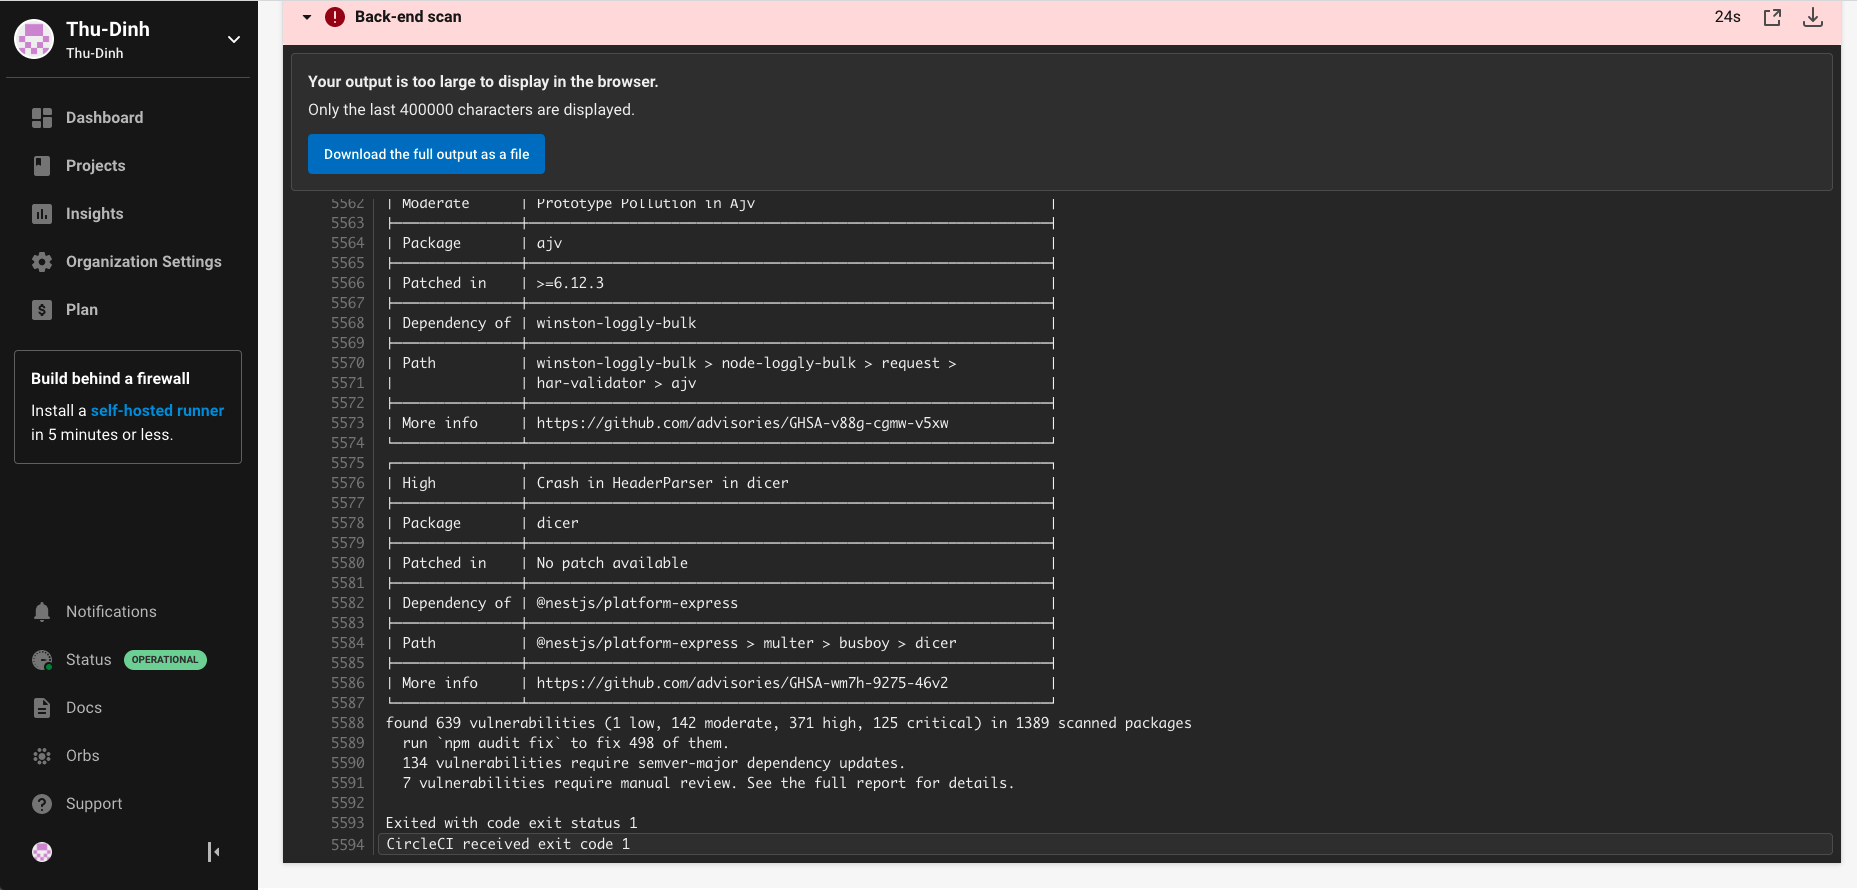 Thu-Dinh
Thu-Dinh
Dashboard
Projects
Insights
Organization Settings
Plan
Build behind a firewall
Install a self-hosted runner
in 5 minutes or less.
Notifications
Status OPERATIONAL
Docs
Orbs
Support
Back-end scan 24s
Your output is too large to display in the browser.
Only the last 400000 characters are displayed.
Download the full output as a file
5562 | Moderate | Prototype Pollution in Ajv |
5563
5564 | Package | ajv |
5565
5566 | Patched in | >=6.12.3 |
5567
5568 | Dependency of | winston-loggly-bulk |
5569
5570 | Path | winston-loggly-bulk > node-loggly-bulk > request > |
5571 | | har-validator > ajv |
5572
5573 | More info | https://github.com/advisories/GHSA-v88g-cgmw-v5xw |
5574
5575
5576 | High | Crash in HeaderParser in dicer |
5577
5578 | Package | dicer |
5579
5580 | Patched in | No patch available |
5581
5582 | Dependency of | @nestjs/platform-express |
5583
5584 | Path | @nestjs/platform-express > multer > busboy > dicer |
5585
5586 | More info | https://github.com/advisories/GHSA-wm7h-9275-46v2 |
5587
5588 found 639 vulnerabilities (1 low, 142 moderate, 371 high, 125 critical) in 1389 scanned packages
5589 run `npm audit fix` to fix 498 of them.
5590 134 vulnerabilities require semver-major dependency updates.
5591 7 vulnerabilities require manual review. See the full report for details.
5592
5593 Exited with code exit status 1
5594 CircleCI received exit code 1